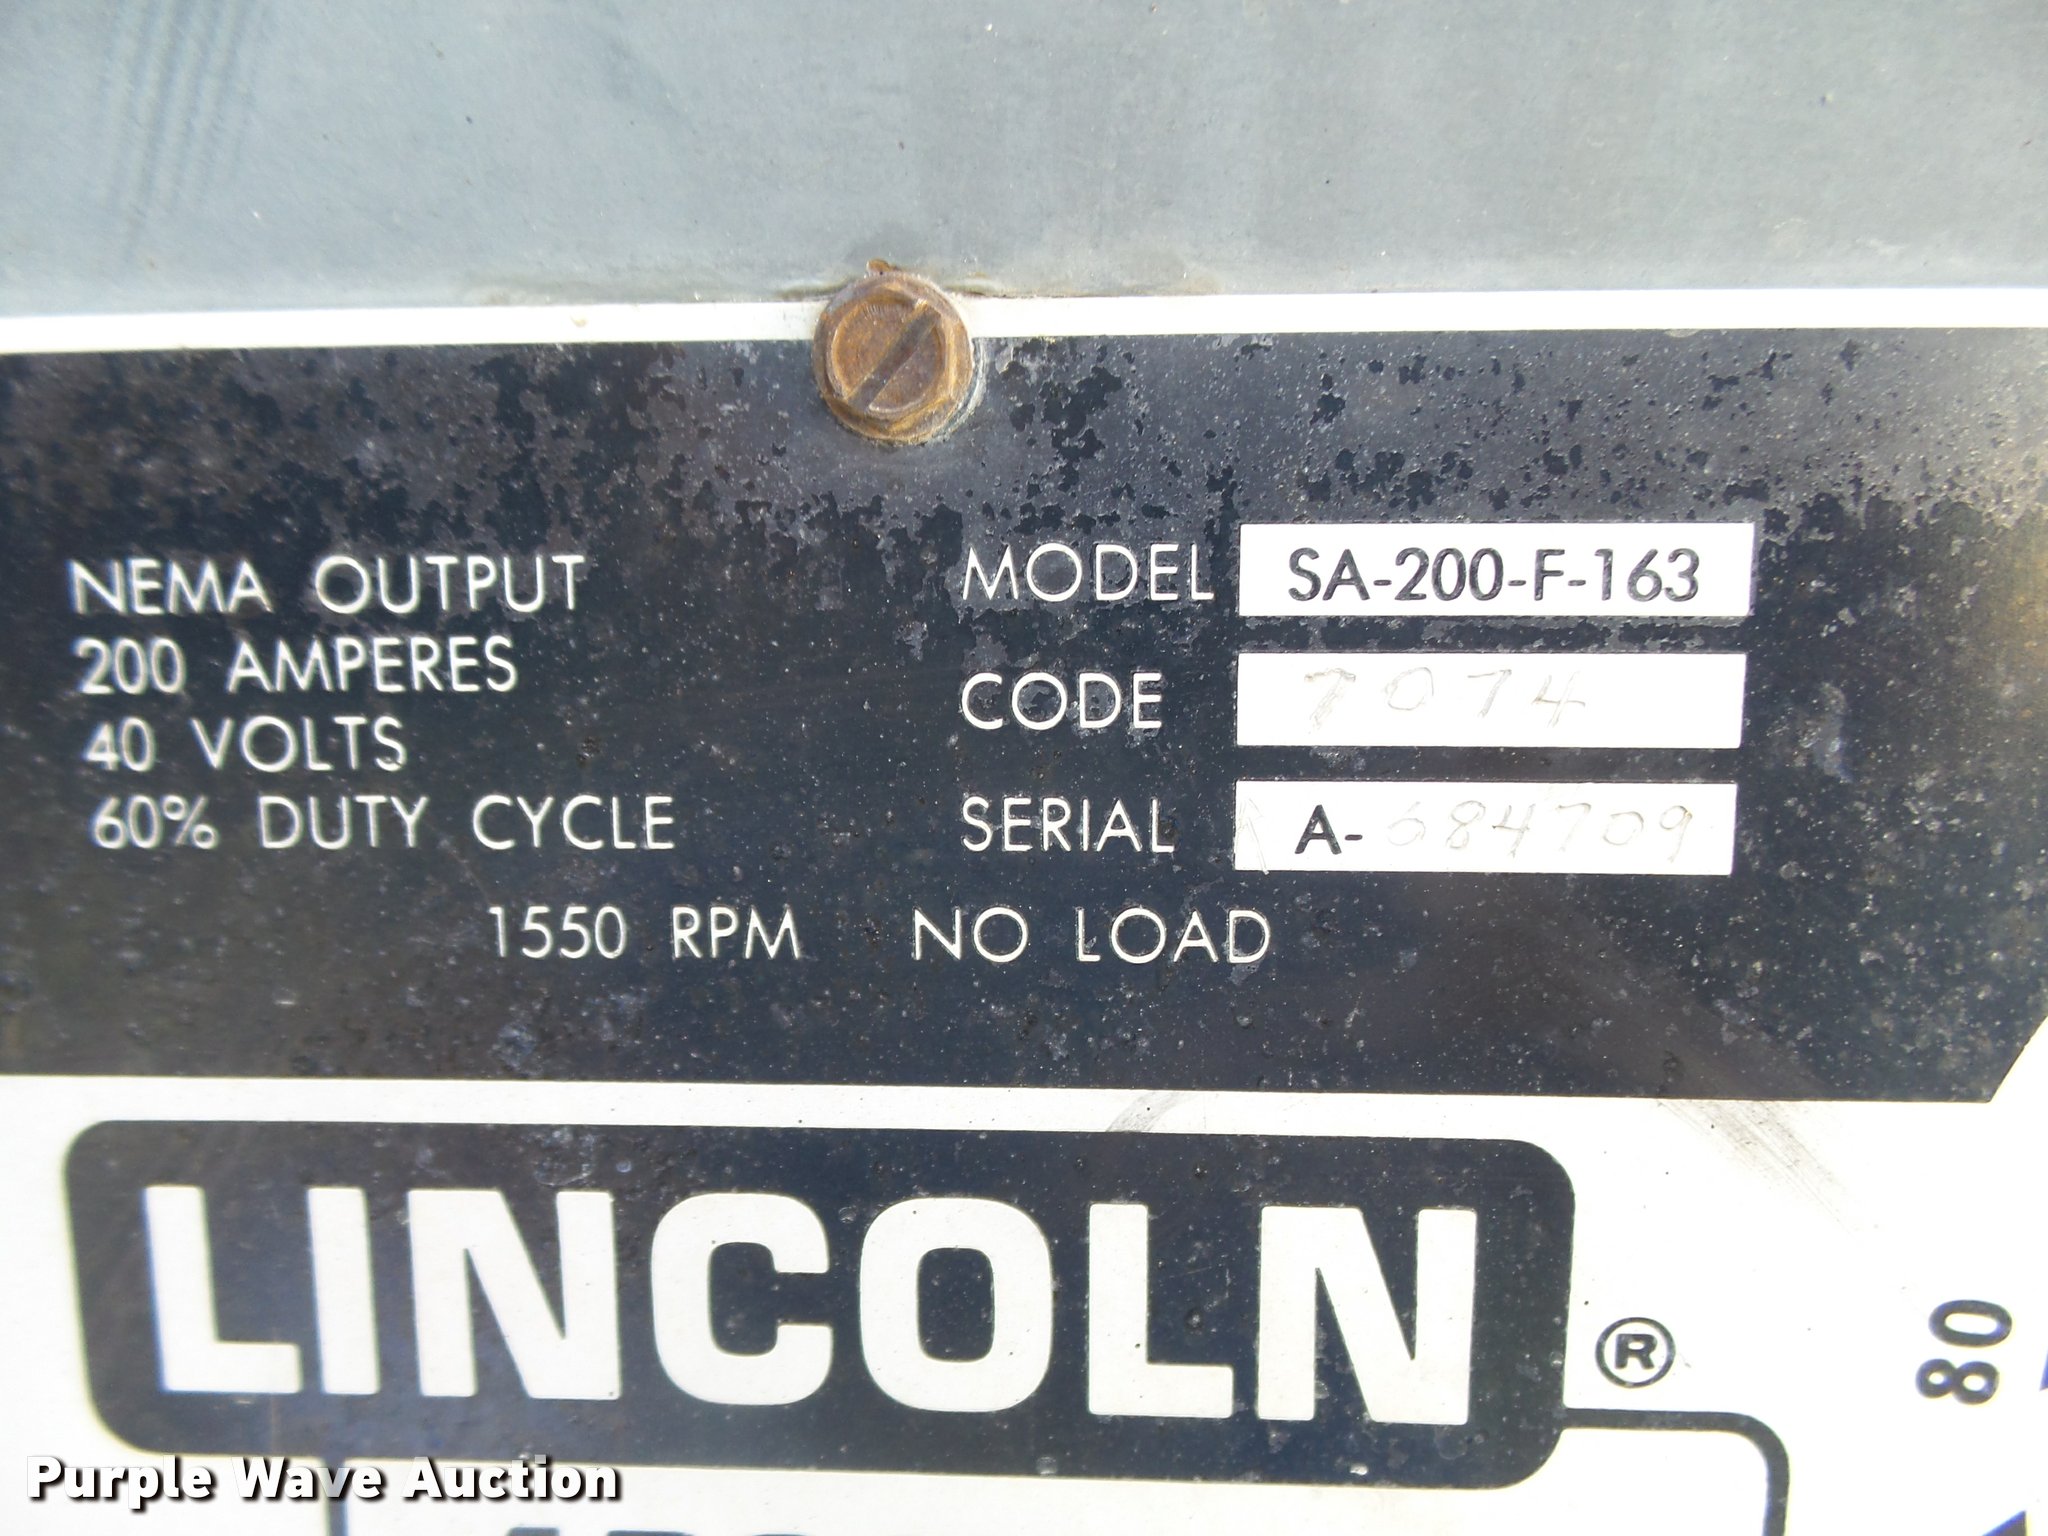 NEMA OUTPUT
200 AMPERES
40 VOLTS
60% DUTY CYCLE
MODEL SA-200-F-163
CODE 7074
SERIAL A-684709
1550 RPM NO LOAD
LINCOLN ®
80
Purple Wave Auction